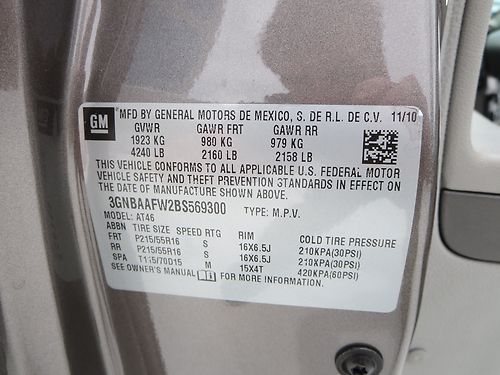 GM MFD BY GENERAL MOTORS DE MEXICO, S. DE R.L. DE C.V. 11/10
GVWR GAWR FRT GAWR RR
1923 KG 989 KG 979 KG
4240 LB 2160 LB 2158 LB
THIS VEHICLE CONFORMS TO ALL APPLICABLE U.S. FEDERAL MOTOR
VEHICLE SAFETY AND THEFT PREVENTION STANDARDS IN EFFECT ON
THE DATE OF MANUFACTURE SHOWN ABOVE.
3GNBAAFW2BS569300 TYPE: M.P.V.
MODEL: AT46
ABBN TIRE SIZE SPEED RTG RIM COLD TIRE PRESSURE
FRT P215/55R16 S 16X6.5J 210KPA(30PSI)
RR P215/55R16 S 16X6.5J 210KPA(30PSI)
SPA T115/70D15 M 15X4T 420KPA(60PSI)
SEE OWNER'S MANUAL